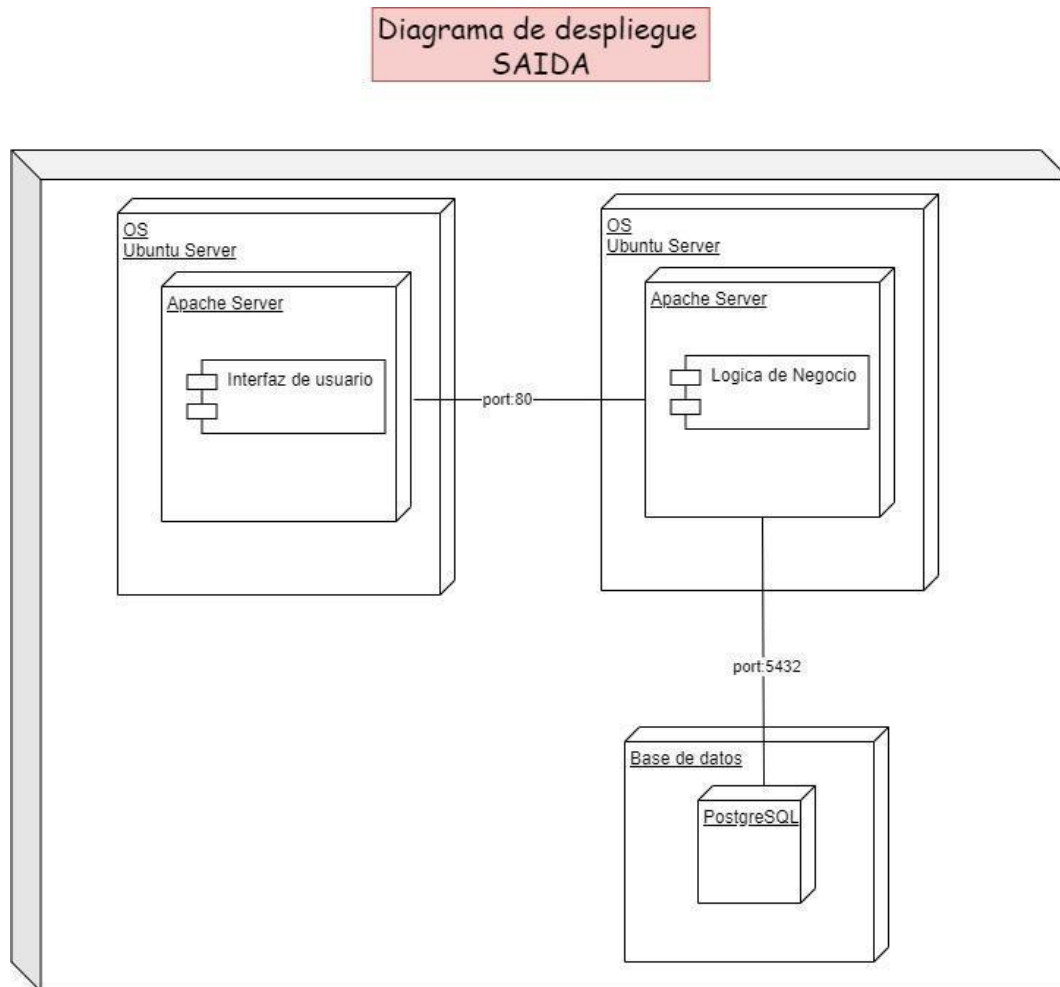 Diagrama de despliegue
SAIDA
OS
Ubuntu Server
Apache Server
Interfaz de usuario
port:80
OS
Ubuntu Server
Apache Server
Logica de Negocio
port:5432
Base de datos
PostgreSQL